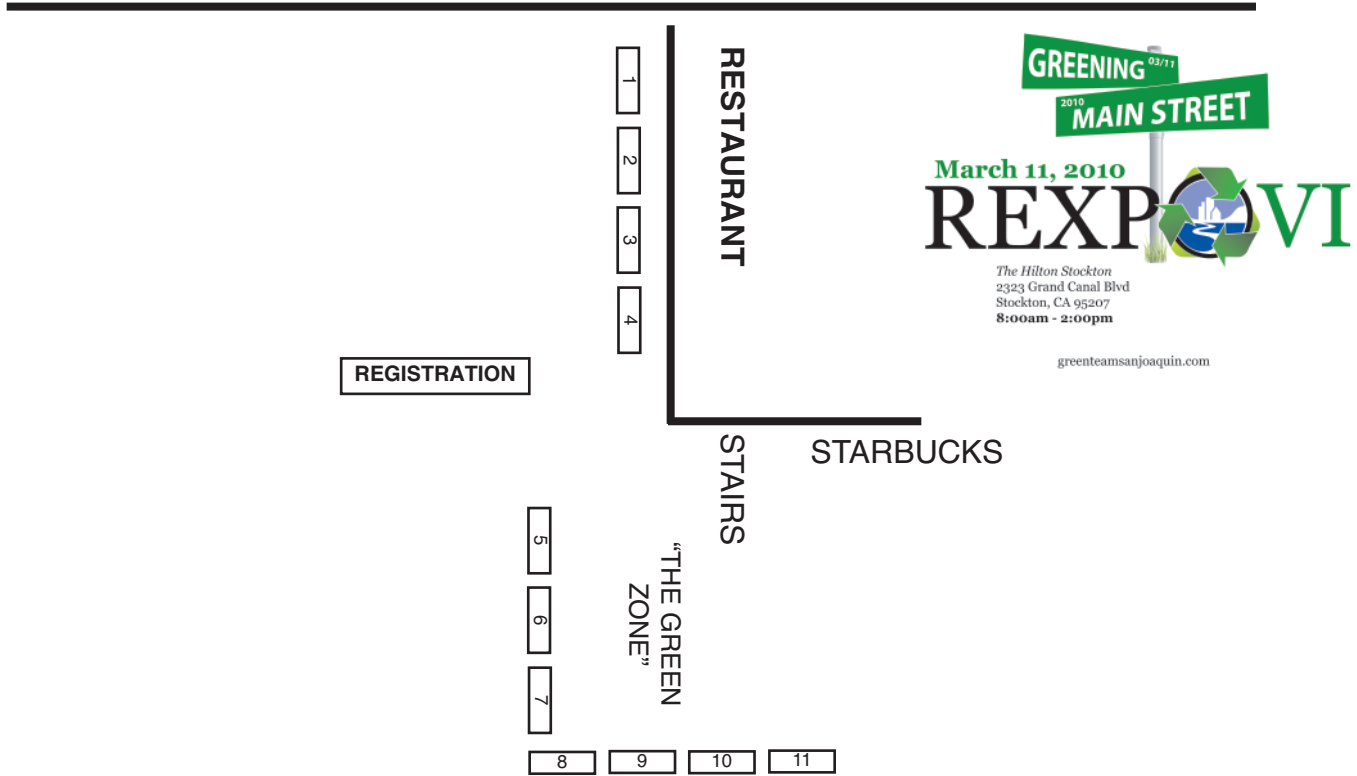 GREENING 03/11
2010 MAIN STREET
March 11, 2010
REXPO VI
The Hilton Stockton
2323 Grand Canal Blvd
Stockton, CA 95207
8:00am - 2:00pm
greenteamsanjoaquin.com
RESTAURANT
1
2
3
4
REGISTRATION
STAIRS
STARBUCKS
5
6
7
“THE GREEN
ZONE”
8
9
10
11